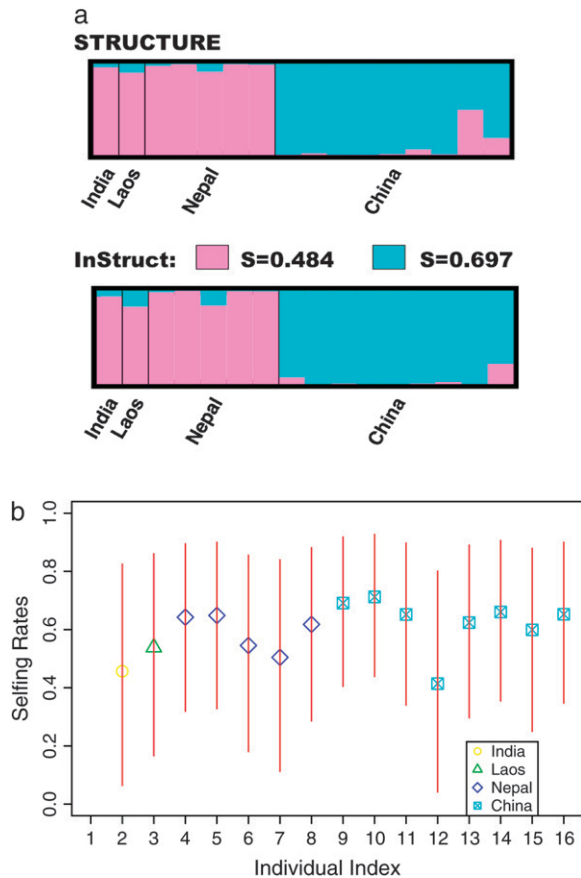 a
STRUCTURE
India
Laos
Nepal
China
InStruct: S=0.484 S=0.697
India
Laos
Nepal
China
b
Selfing Rates
1.0
0.8
0.6
0.4
0.2
0.0
India
Laos
Nepal
China
1 2 3 4 5 6 7 8 9 10 11 12 13 14 15 16
Individual Index